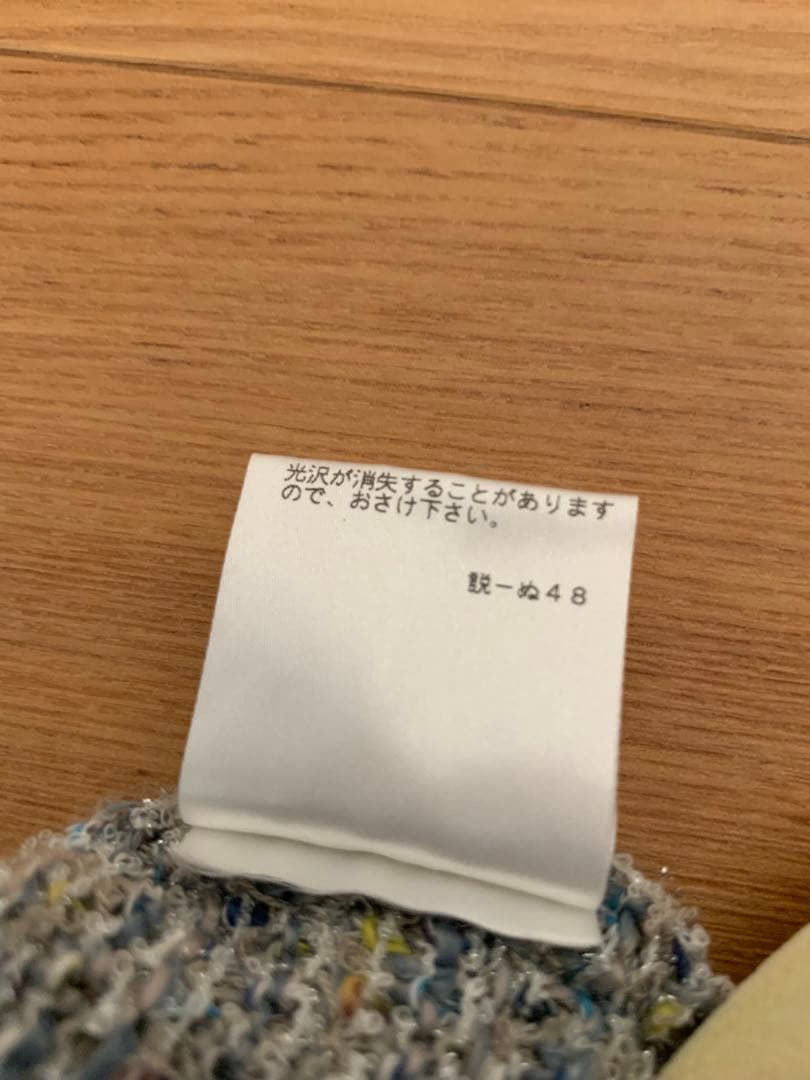 光沢が消失することがあります
ので、おさけ下さい。
説ーぬ48